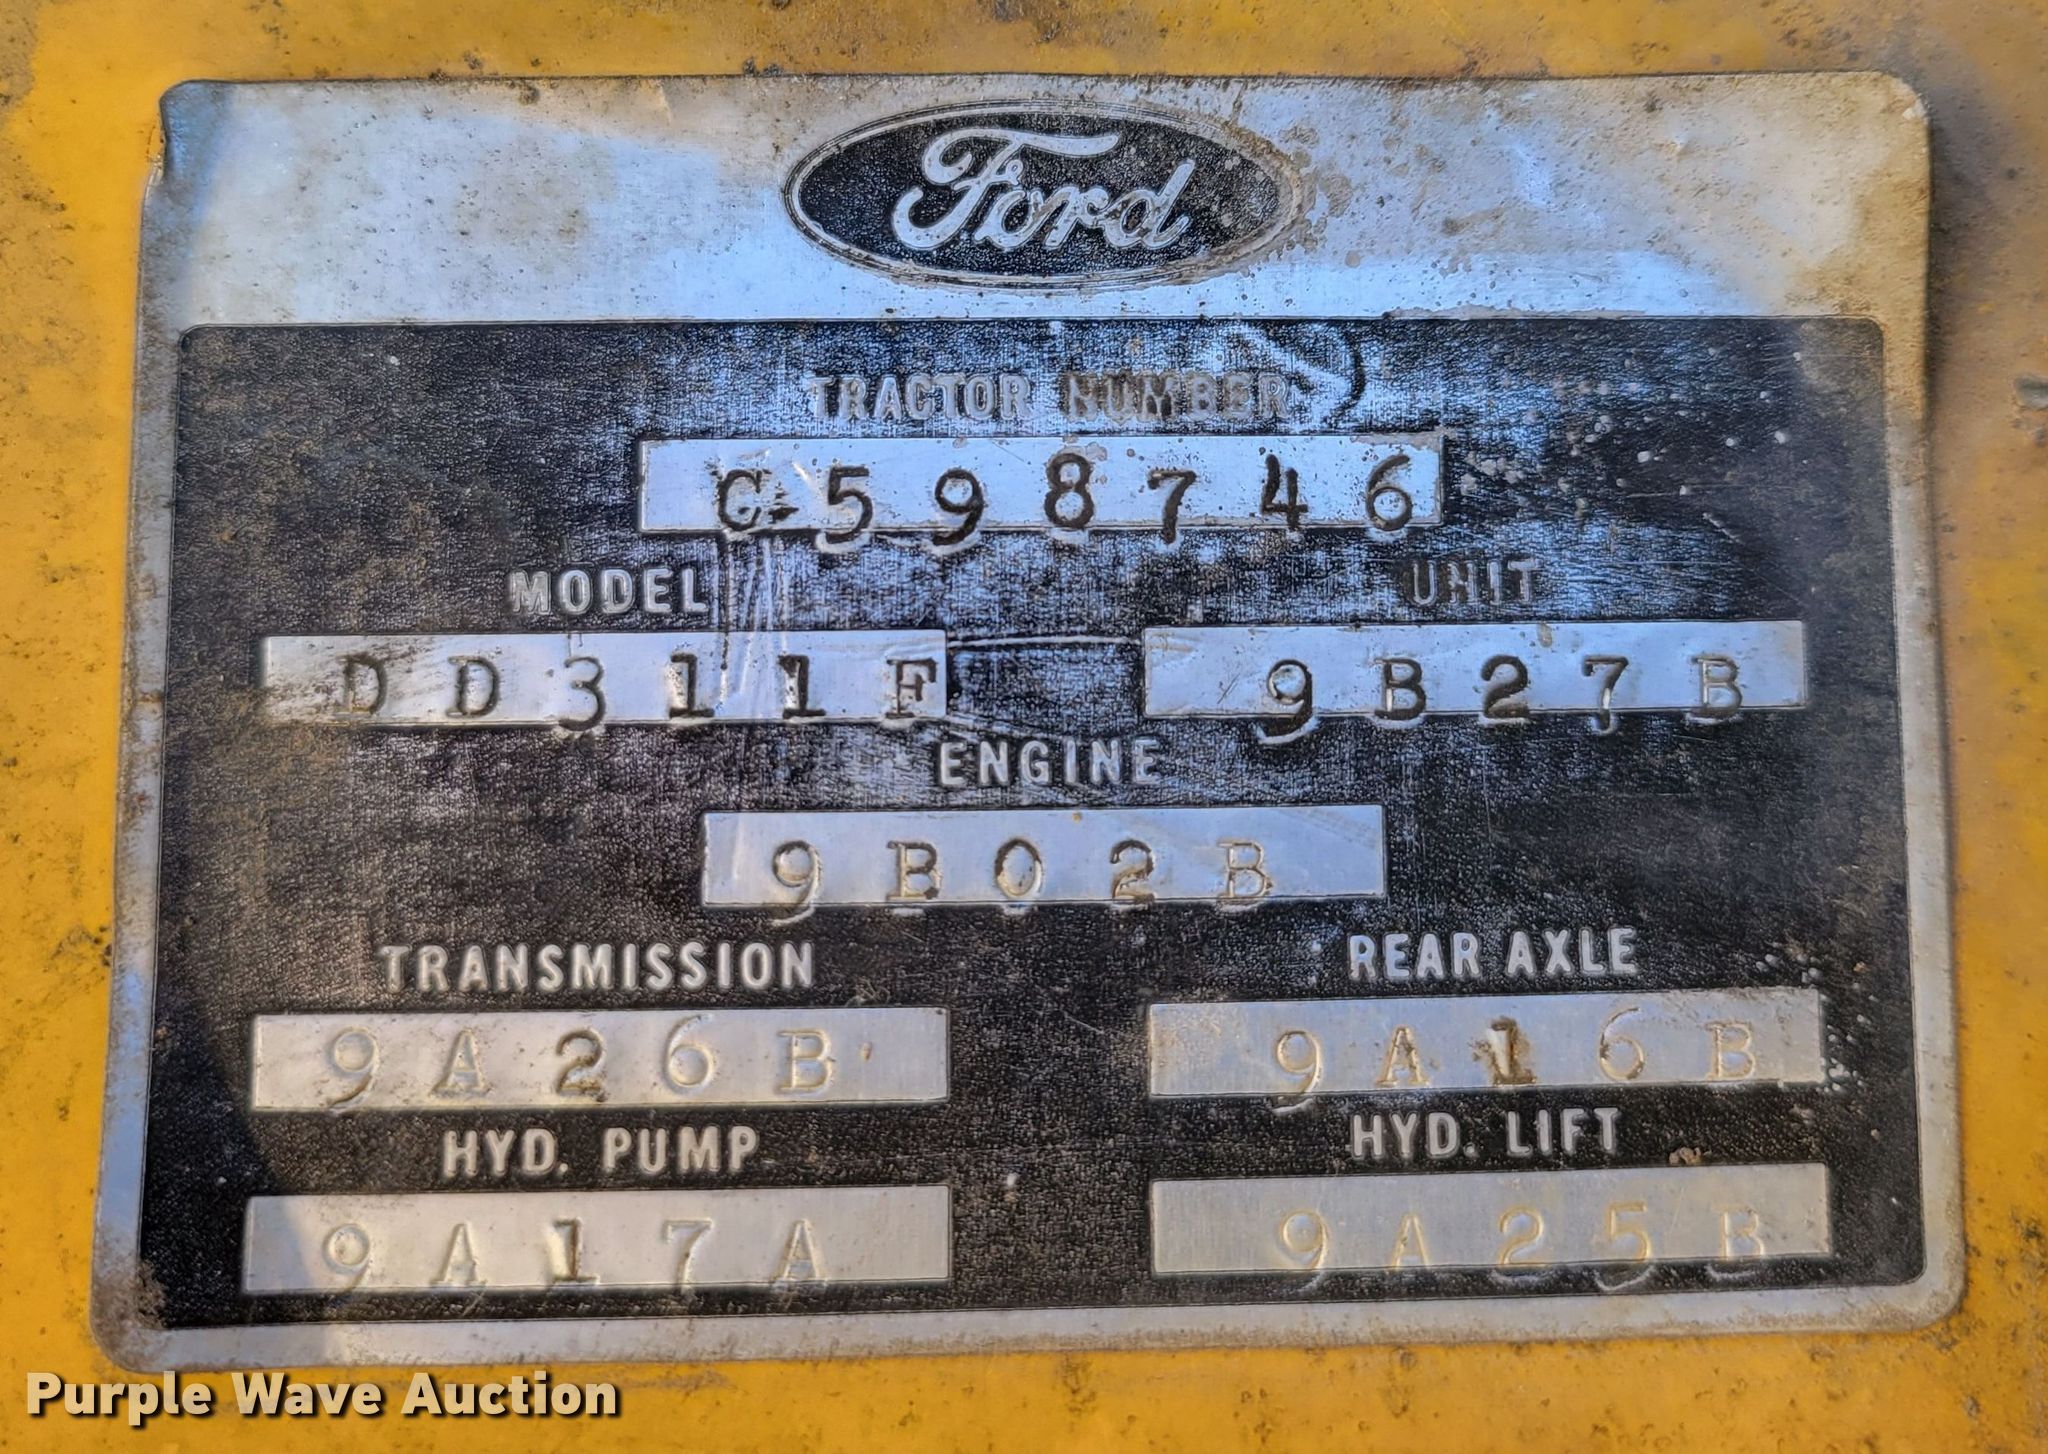 Ford
TRACTOR NUMBER
C598746
MODEL UNIT
DD311F 9B27B
ENGINE
9B02B
TRANSMISSION REAR AXLE
9A26B 9A16B
HYD. PUMP HYD. LIFT
9A17A 9A25B
Purple Wave Auction